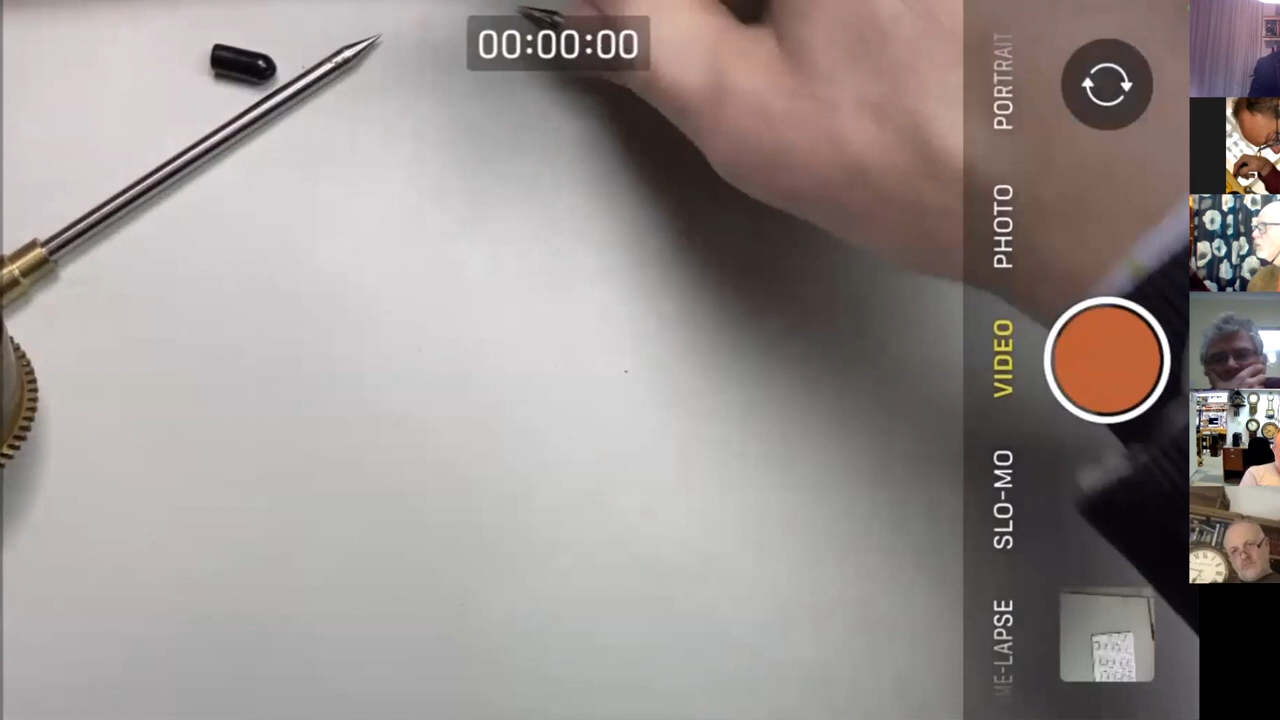 00:00:00
PORTRAIT
PHOTO
VIDEO
SLO-MO
ME-LAPSE